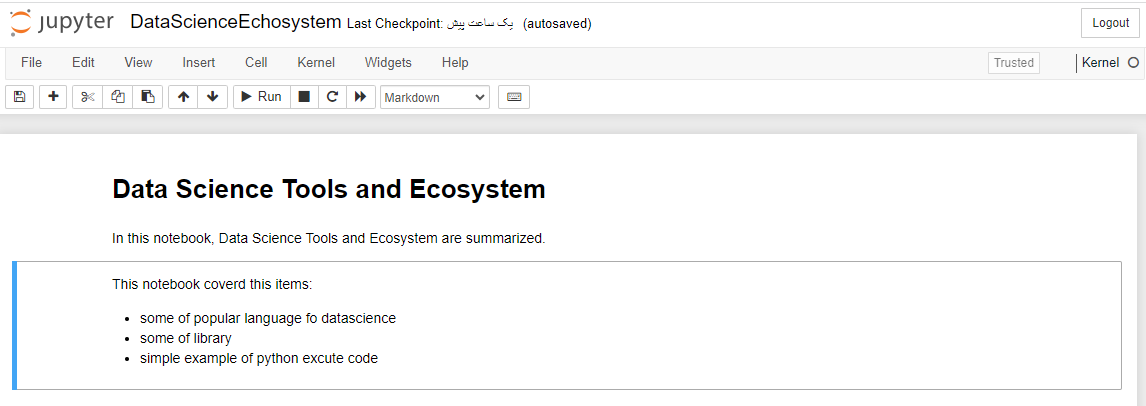 jupyter DataScienceEchosystem Last Checkpoint: یک ساعت پیش (autosaved) Logout
File Edit View Insert Cell Kernel Widgets Help Trusted Kernel
Run Markdown
Data Science Tools and Ecosystem
In this notebook, Data Science Tools and Ecosystem are summarized.
This notebook coverd this items:
• some of popular language fo datascience
• some of library
• simple example of python excute code